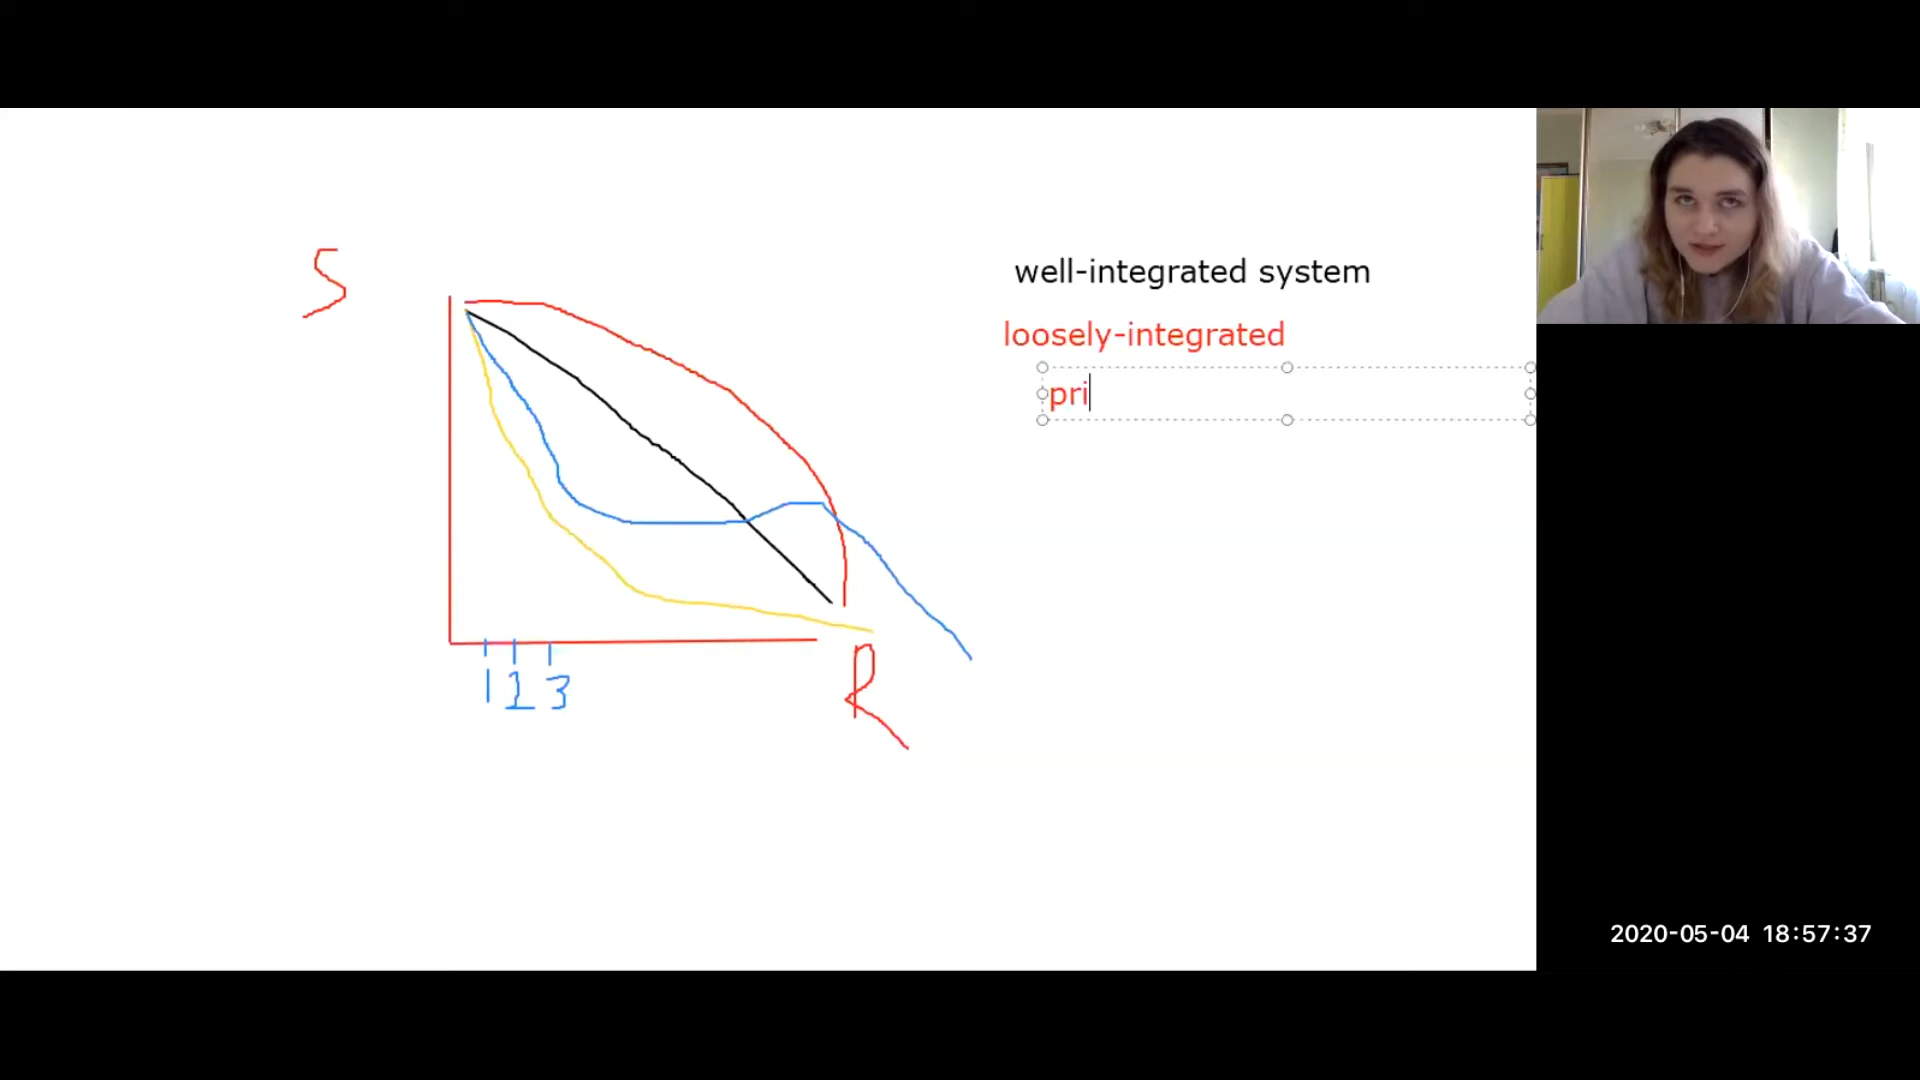 S
well-integrated system
loosely-integrated
pri
1 2 3
R
2020-05-04 18:57:37